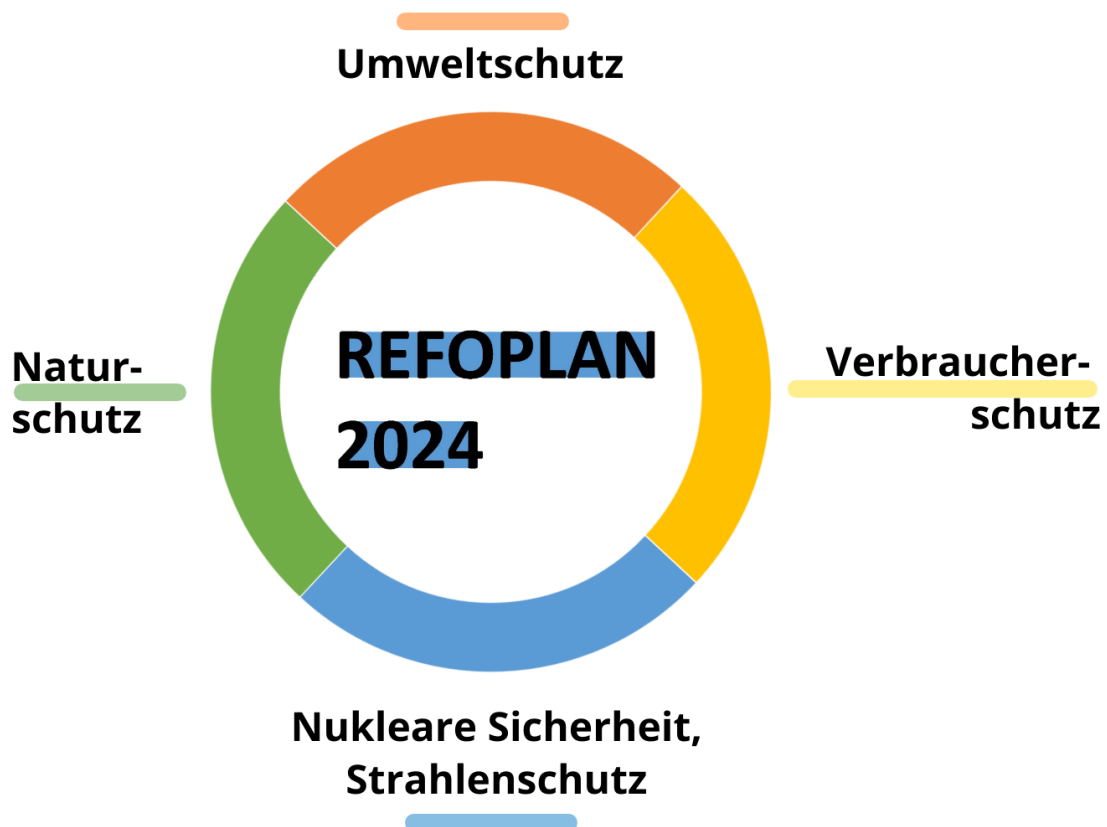 Umweltschutz
REFOPLAN
2024
Natur-
schutz
Verbraucher-
schutz
Nukleare Sicherheit,
Strahlenschutz